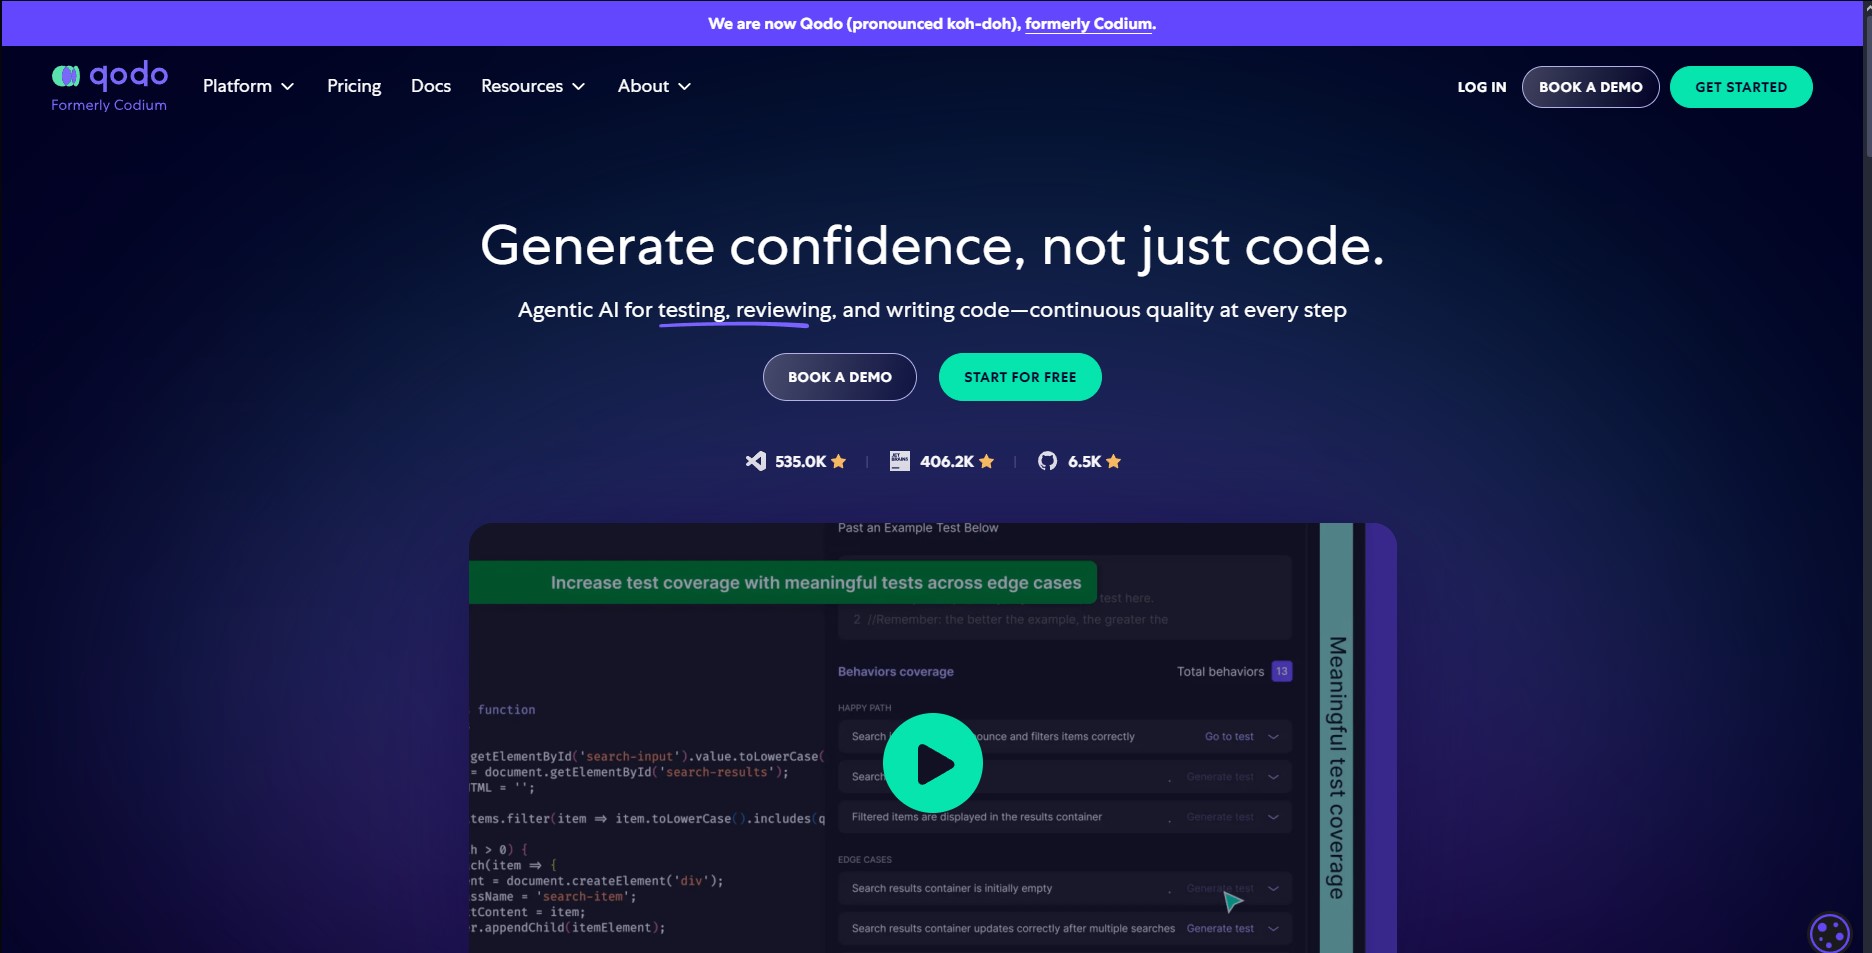 We are now Qodo (pronounced koh-doh), formerly Codium.
qodo
Formerly Codium
Platform
Pricing
Docs
Resources
About
LOG IN
BOOK A DEMO
GET STARTED
Generate confidence, not just code.
Agentic AI for testing, reviewing, and writing code—continuous quality at every step
BOOK A DEMO
START FOR FREE
535.0K
JET BRAINS
406.2K
6.5K
Past an Example Test Below
Increase test coverage with meaningful tests across edge cases
test here.
2 //Remember: the better the example, the greater the
Behaviors coverage
Total behaviors 13
HAPPY PATH
Search
ounce and filters items correctly
Go to test
Search
Generate test
Filtered items are displayed in the results container
Generate test
EDGE CASES
Search results container is initially empty
Generate test
Search results container updates correctly after multiple searches
Generate test
function
getElementById('search-input').value.toLowerCase(
= document.getElementById('search-results');
TML = '';
tems.filter(item => item.toLowerCase().includes(q
h > 0) {
ch(item => {
nt = document.createElement('div');
ssName = 'search-item';
tContent = item;
r.appendChild(itemElement);
Meaningful test coverage